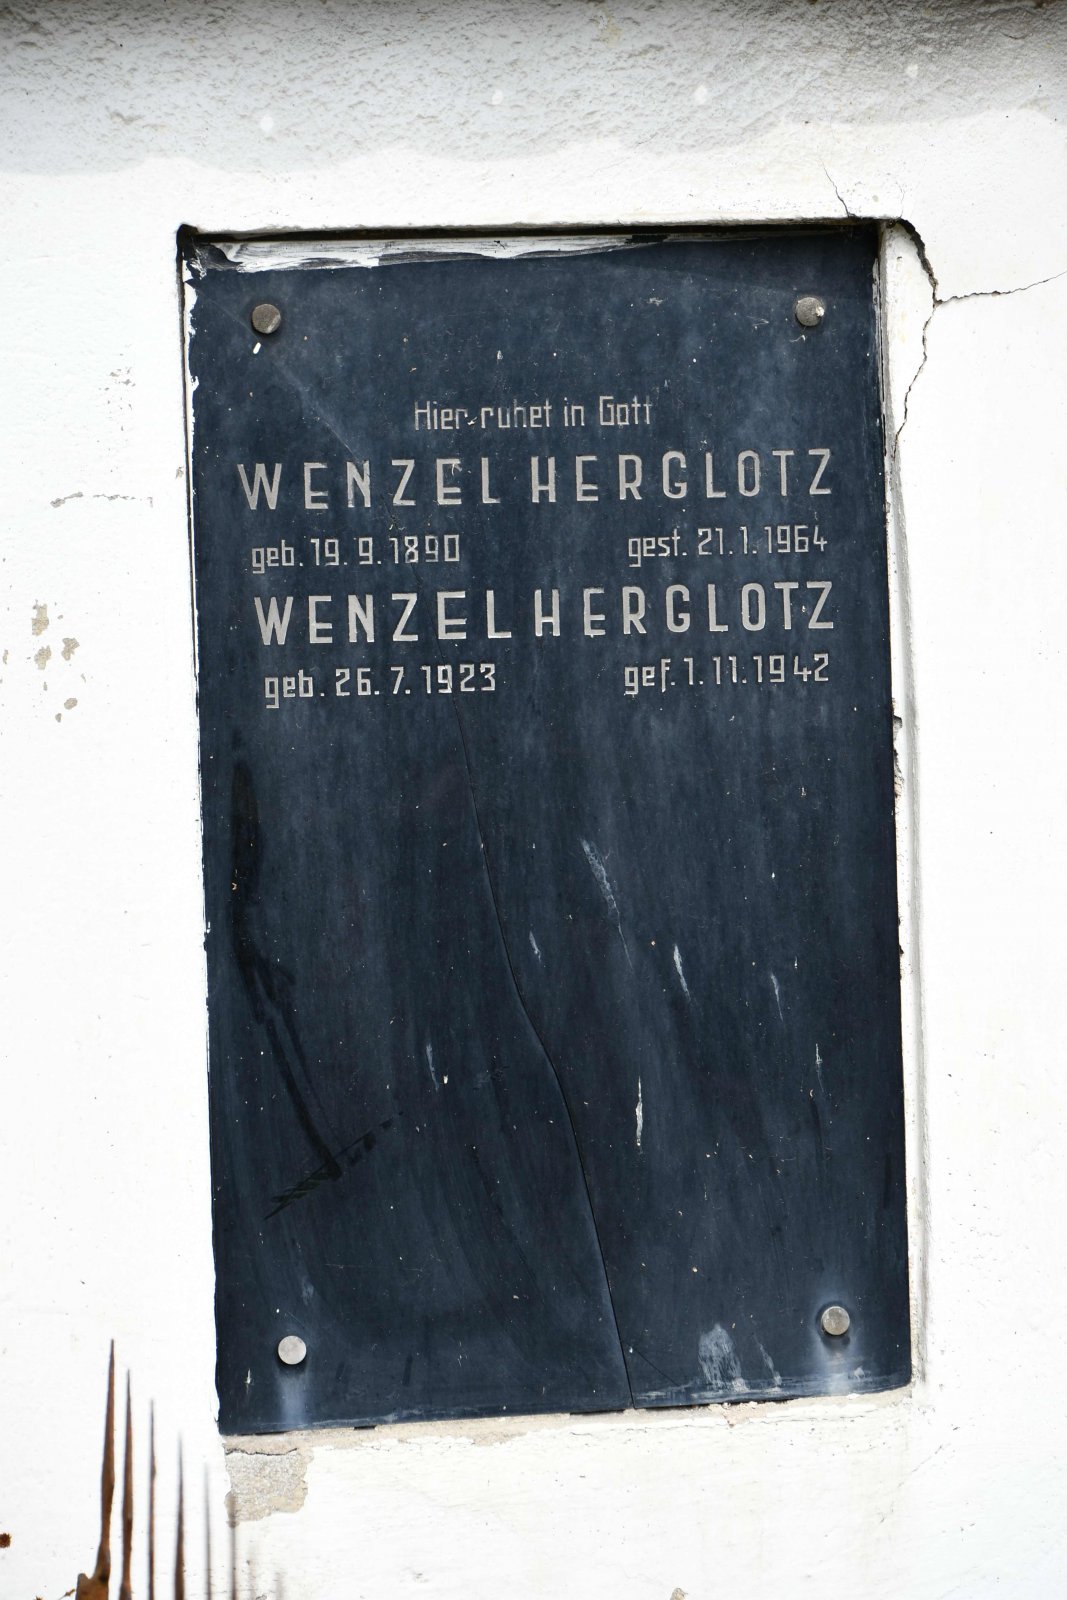 Hier ruhet in Gott
WENZEL HERGLOTZ
geb. 19. 9. 1890 gest. 21. 1. 1964
WENZEL HERGLOTZ
geb. 26. 7. 1923 gef. 1. 11. 1942